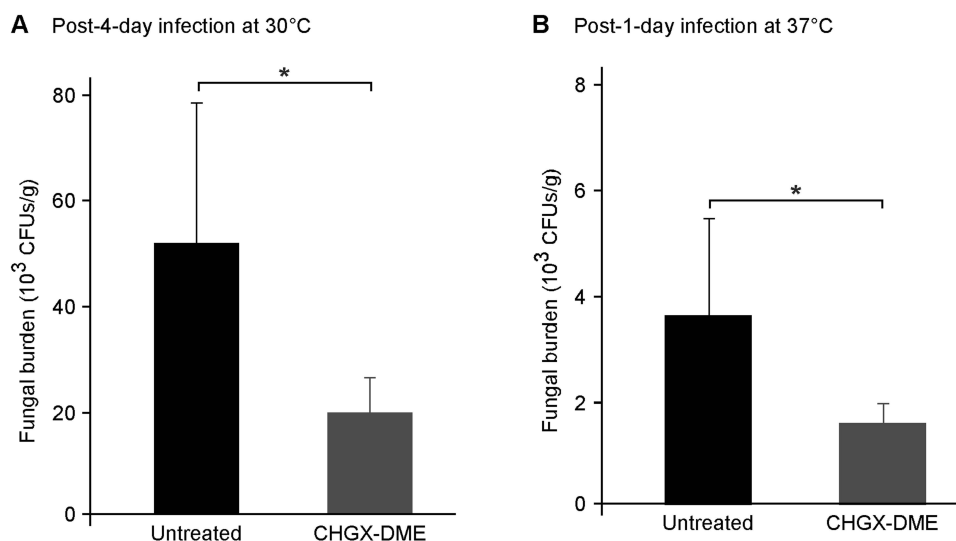 A Post-4-day infection at 30°C
*
80
60
40
20
0
Fungal burden (10³ CFUs/g)
Untreated CHGX-DME
B Post-1-day infection at 37°C
*
8
6
4
2
0
Fungal burden (10³ CFUs/g)
Untreated CHGX-DME